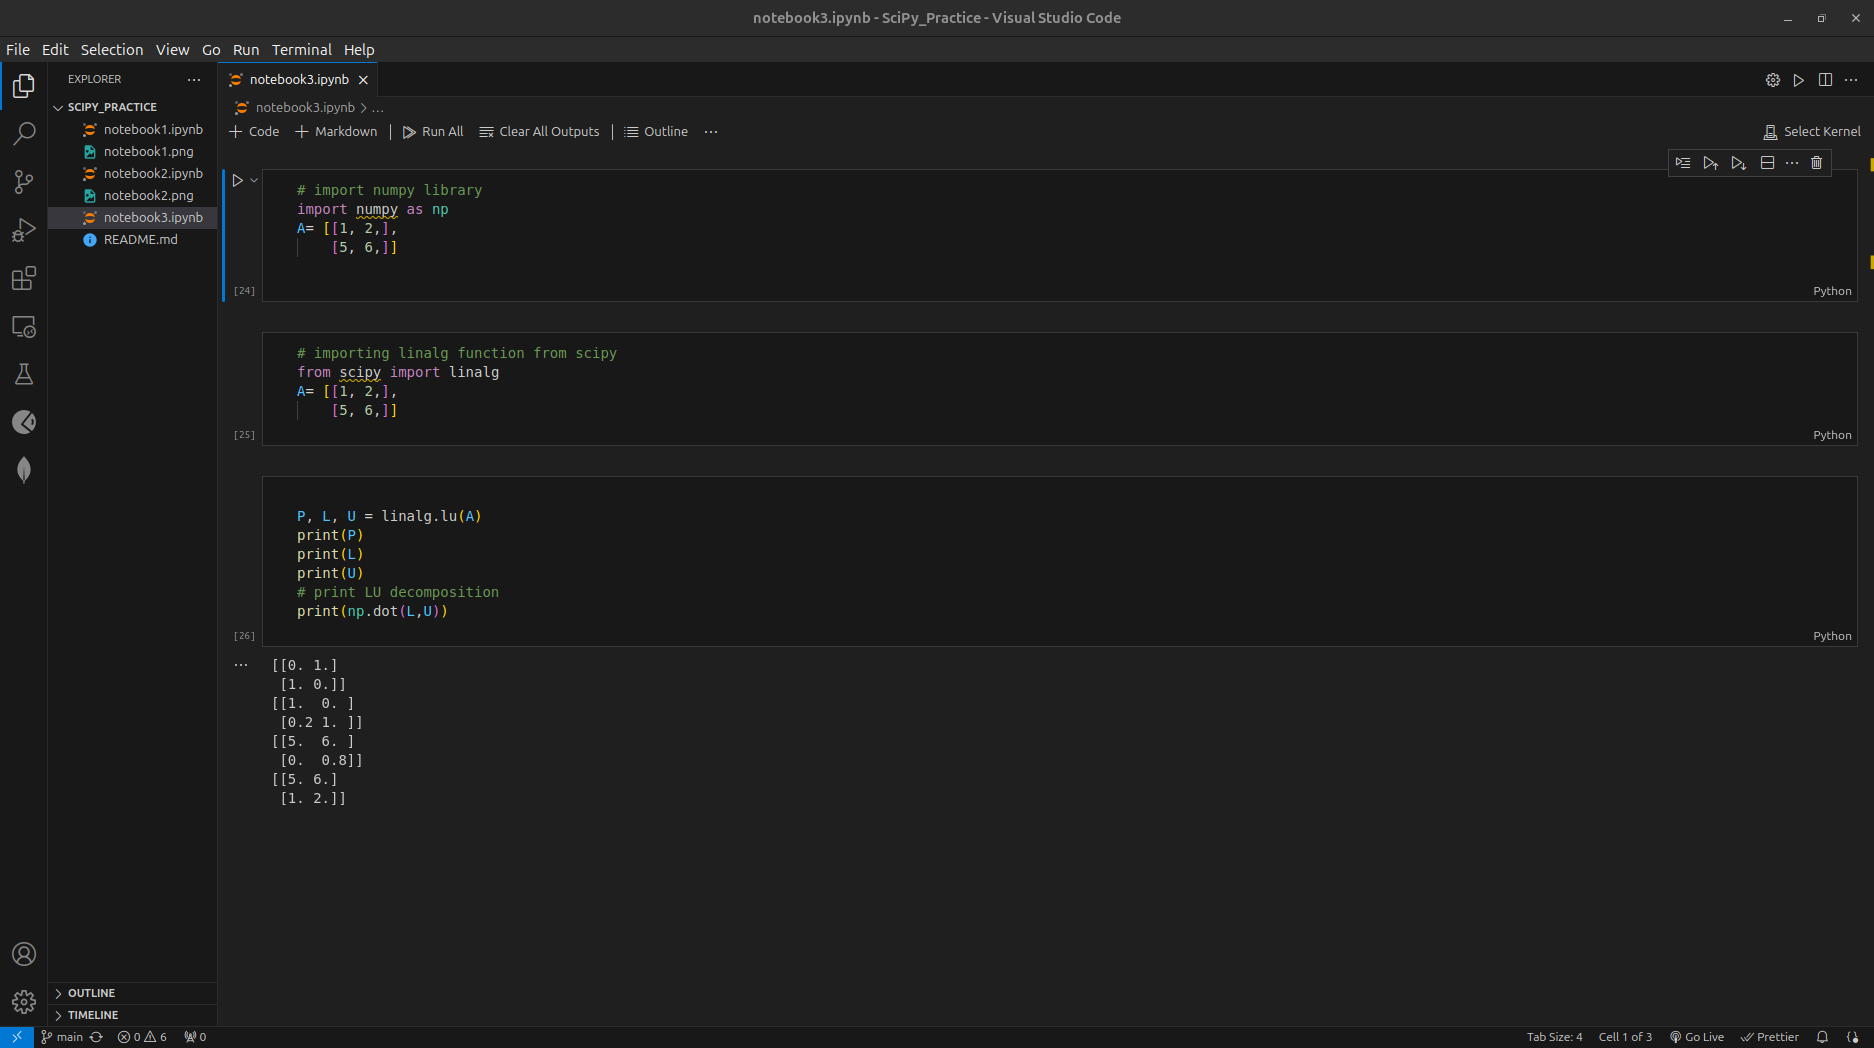 notebook3.ipynb - SciPy_Practice - Visual Studio Code
File Edit Selection View Go Run Terminal Help
EXPLORER
SCIPY_PRACTICE
notebook1.ipynb
notebook1.png
notebook2.ipynb
notebook2.png
notebook3.ipynb
README.md
OUTLINE
TIMELINE
notebook3.ipynb
notebook3.ipynb > ...
+ Code + Markdown Run All Clear All Outputs Outline ...
Select Kernel
# import numpy library
import numpy as np
A= [[1, 2,],
[5, 6,]]
[24]
Python
# importing linalg function from scipy
from scipy import linalg
A= [[1, 2,],
[5, 6,]]
[25]
Python
P, L, U = linalg.lu(A)
print(P)
print(L)
print(U)
# print LU decomposition
print(np.dot(L,U))
[26]
Python
... [[0. 1.]
[1. 0.]]
[[1.  0. ]
[0.2 1. ]]
[[5.  6. ]
[0.  0.8]]
[[5. 6.]
[1. 2.]]
main 0 6 0
Tab Size: 4 Cell 1 of 3 Go Live Prettier